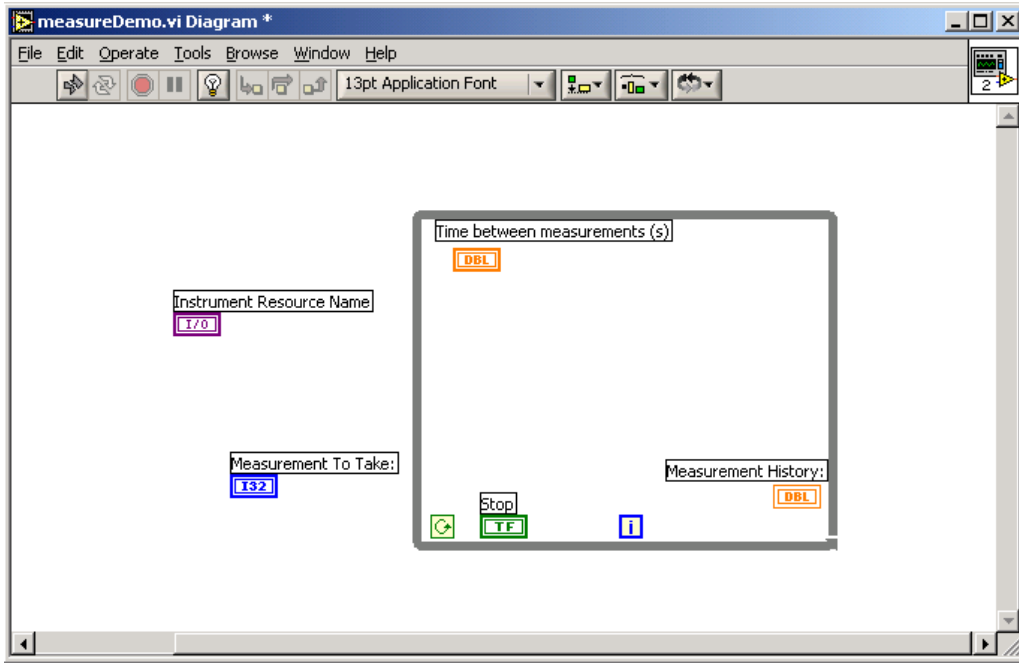 measureDemo.vi Diagram *
File Edit Operate Tools Browse Window Help
13pt Application Font
2
Time between measurements (s)
DBL
Instrument Resource Name
I/O
Measurement To Take:
I32
Measurement History:
DBL
Stop
TF
i